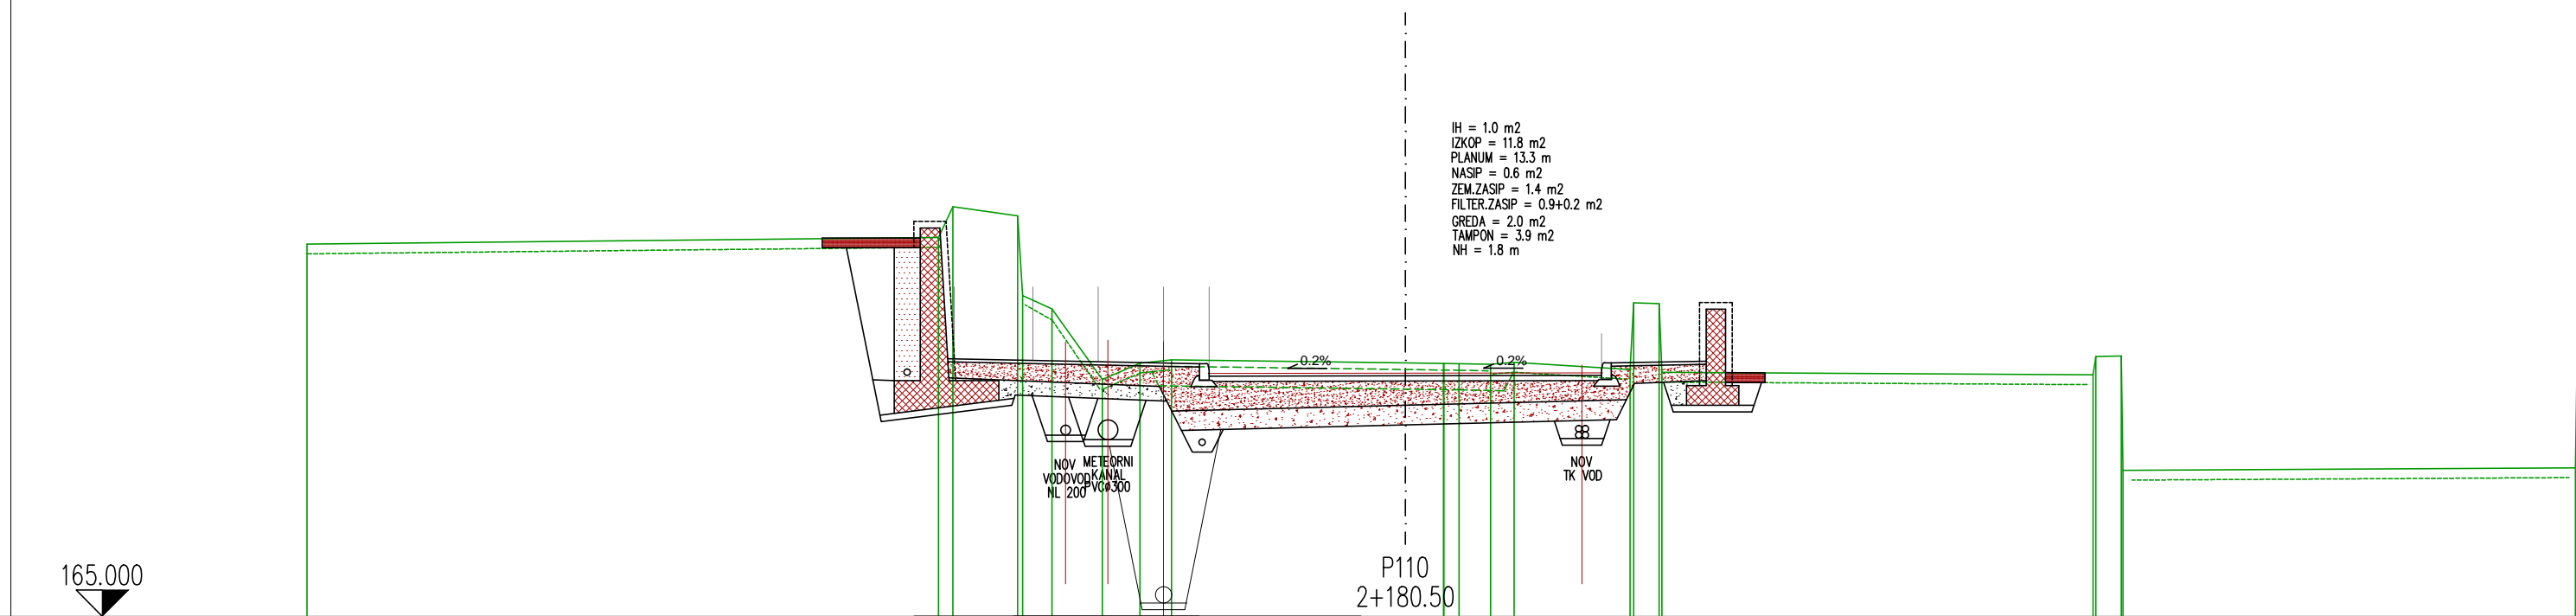 IH = 1.0 m2
IZKOP = 11.8 m2
PLANUM = 13.3 m
NASIP = 0.6 m2
ZEM.ZASIP = 1.4 m2
FILTER.ZASIP = 0.9+0.2 m2
GREDA = 2.0 m2
TAMPON = 3.9 m2
NH = 1.8 m
0.2%
0.2%
NOV
VODOVOD
NL 200
METEORNI
KANAL
PVCø300
NOV
TK VOD
165.000
P110
2+180.50